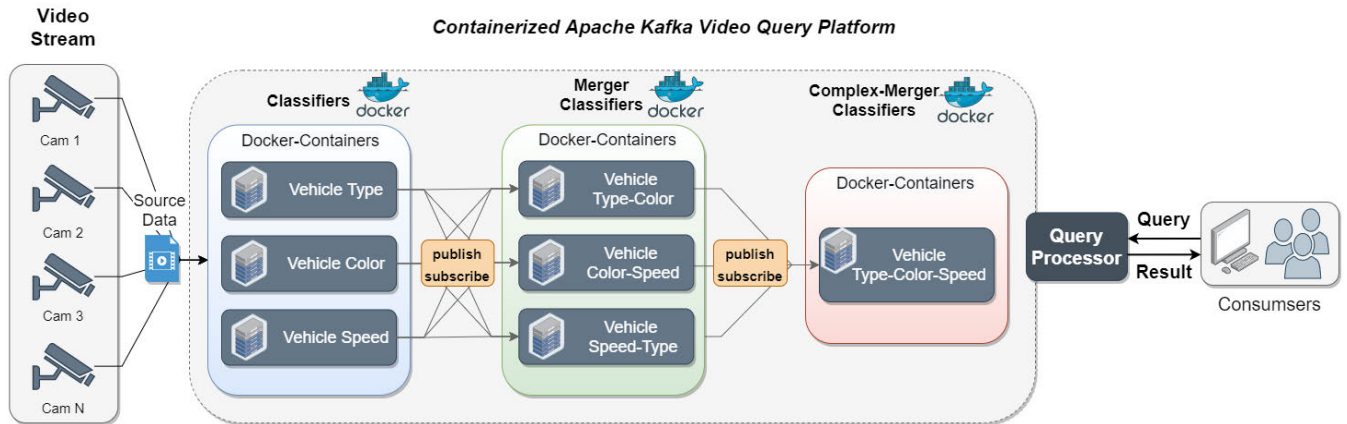 Video
Stream
Cam 1
Cam 2
Cam 3
Cam N
Source
Data
Containerized Apache Kafka Video Query Platform
Classifiers
docker
Docker-Containers
Vehicle Type
Vehicle Color
Vehicle Speed
publish
subscribe
Merger
Classifiers
docker
Docker-Containers
Vehicle
Type-Color
Vehicle
Color-Speed
Vehicle
Speed-Type
publish
subscribe
Complex-Merger
Classifiers
docker
Docker-Containers
Vehicle
Type-Color-Speed
Query
Processor
Query
Result
Consumsers